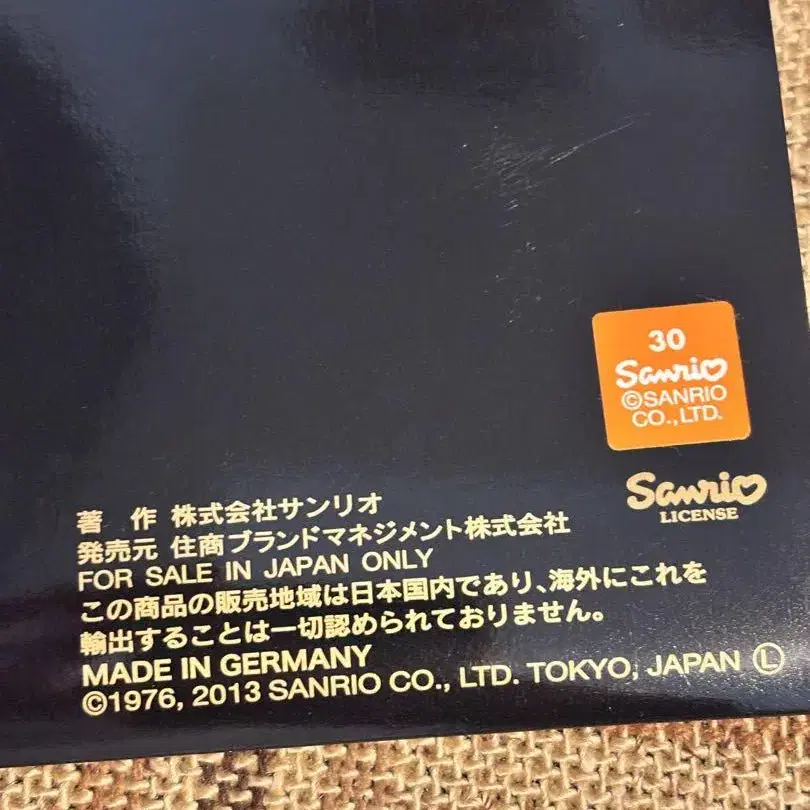 30
Sanrio
©SANRIO
CO.,LTD.
Sanrio
LICENSE
著 作 株式会社サンリオ
発売元 住商ブランドマネジメント株式会社
FOR SALE IN JAPAN ONLY
この商品の販売地域は日本国内であり、海外にこれを
輸出することは一切認められておりません。
MADE IN GERMANY
©1976, 2013 SANRIO CO., LTD. TOKYO, JAPAN Ⓛ